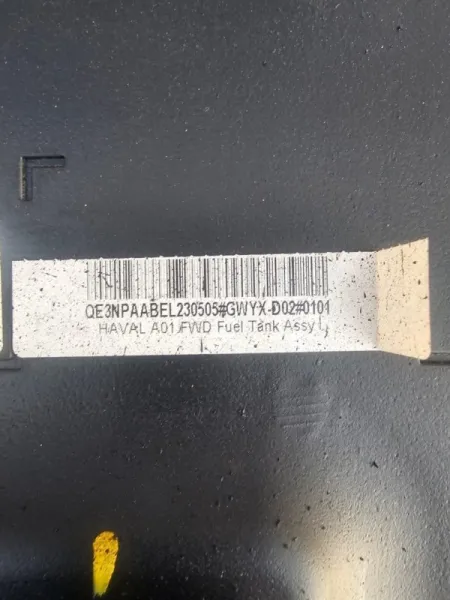 QE3NPAABEL230505#GWYX-D02#0101
HAVAL A01 FWD Fuel Tank Assy L